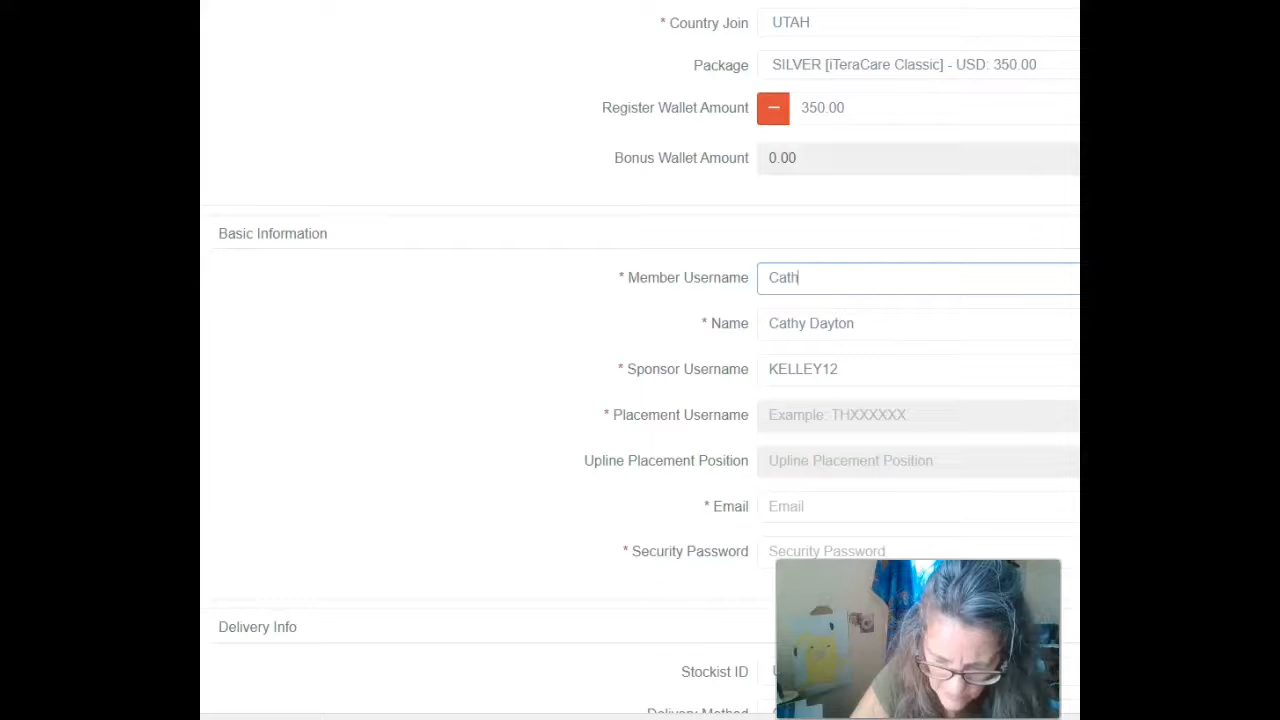 * Country Join UTAH
Package SILVER [iTeraCare Classic] - USD: 350.00
Register Wallet Amount 350.00
Bonus Wallet Amount 0.00
Basic Information
* Member Username Cath
* Name Cathy Dayton
* Sponsor Username KELLEY12
* Placement Username Example: THXXXXXX
Upline Placement Position Upline Placement Position
* Email Email
* Security Password Security Password
Delivery Info
Stockist ID
Delivery Method